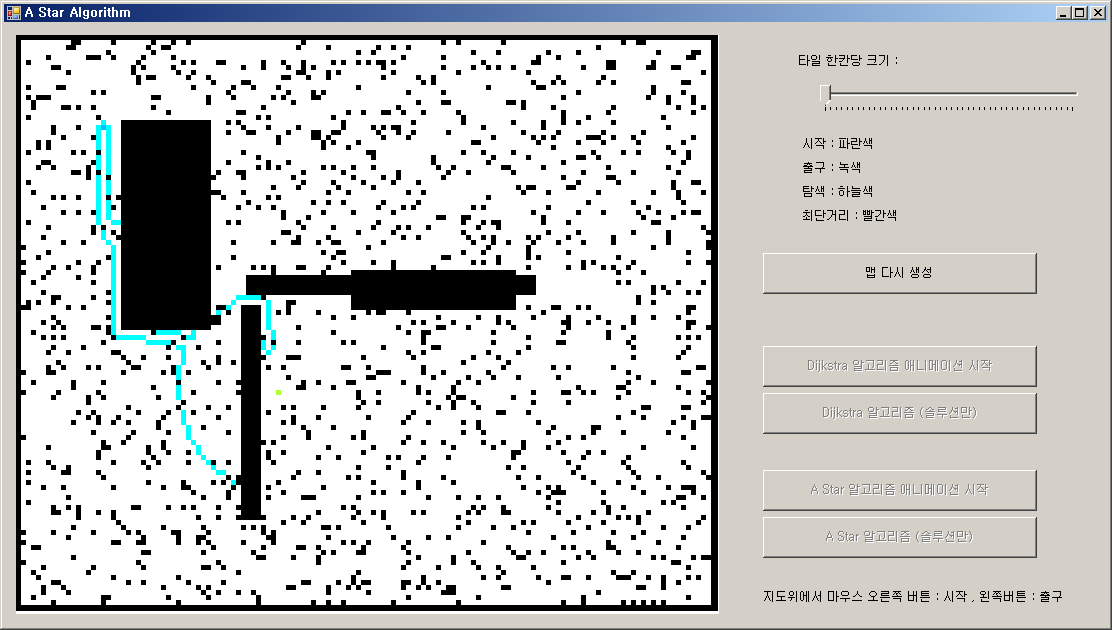 A Star Algorithm
타일 한칸당 크기 :
시작 : 파란색
출구 : 녹색
탐색 : 하늘색
최단거리 : 빨간색
맵 다시 생성
Dijkstra 알고리즘 애니메이션 시작
Dijkstra 알고리즘 (솔루션만)
A Star 알고리즘 애니메이션 시작
A Star 알고리즘 (솔루션만)
지도위에서 마우스 오른쪽 버튼 : 시작 , 왼쪽버튼 : 출구